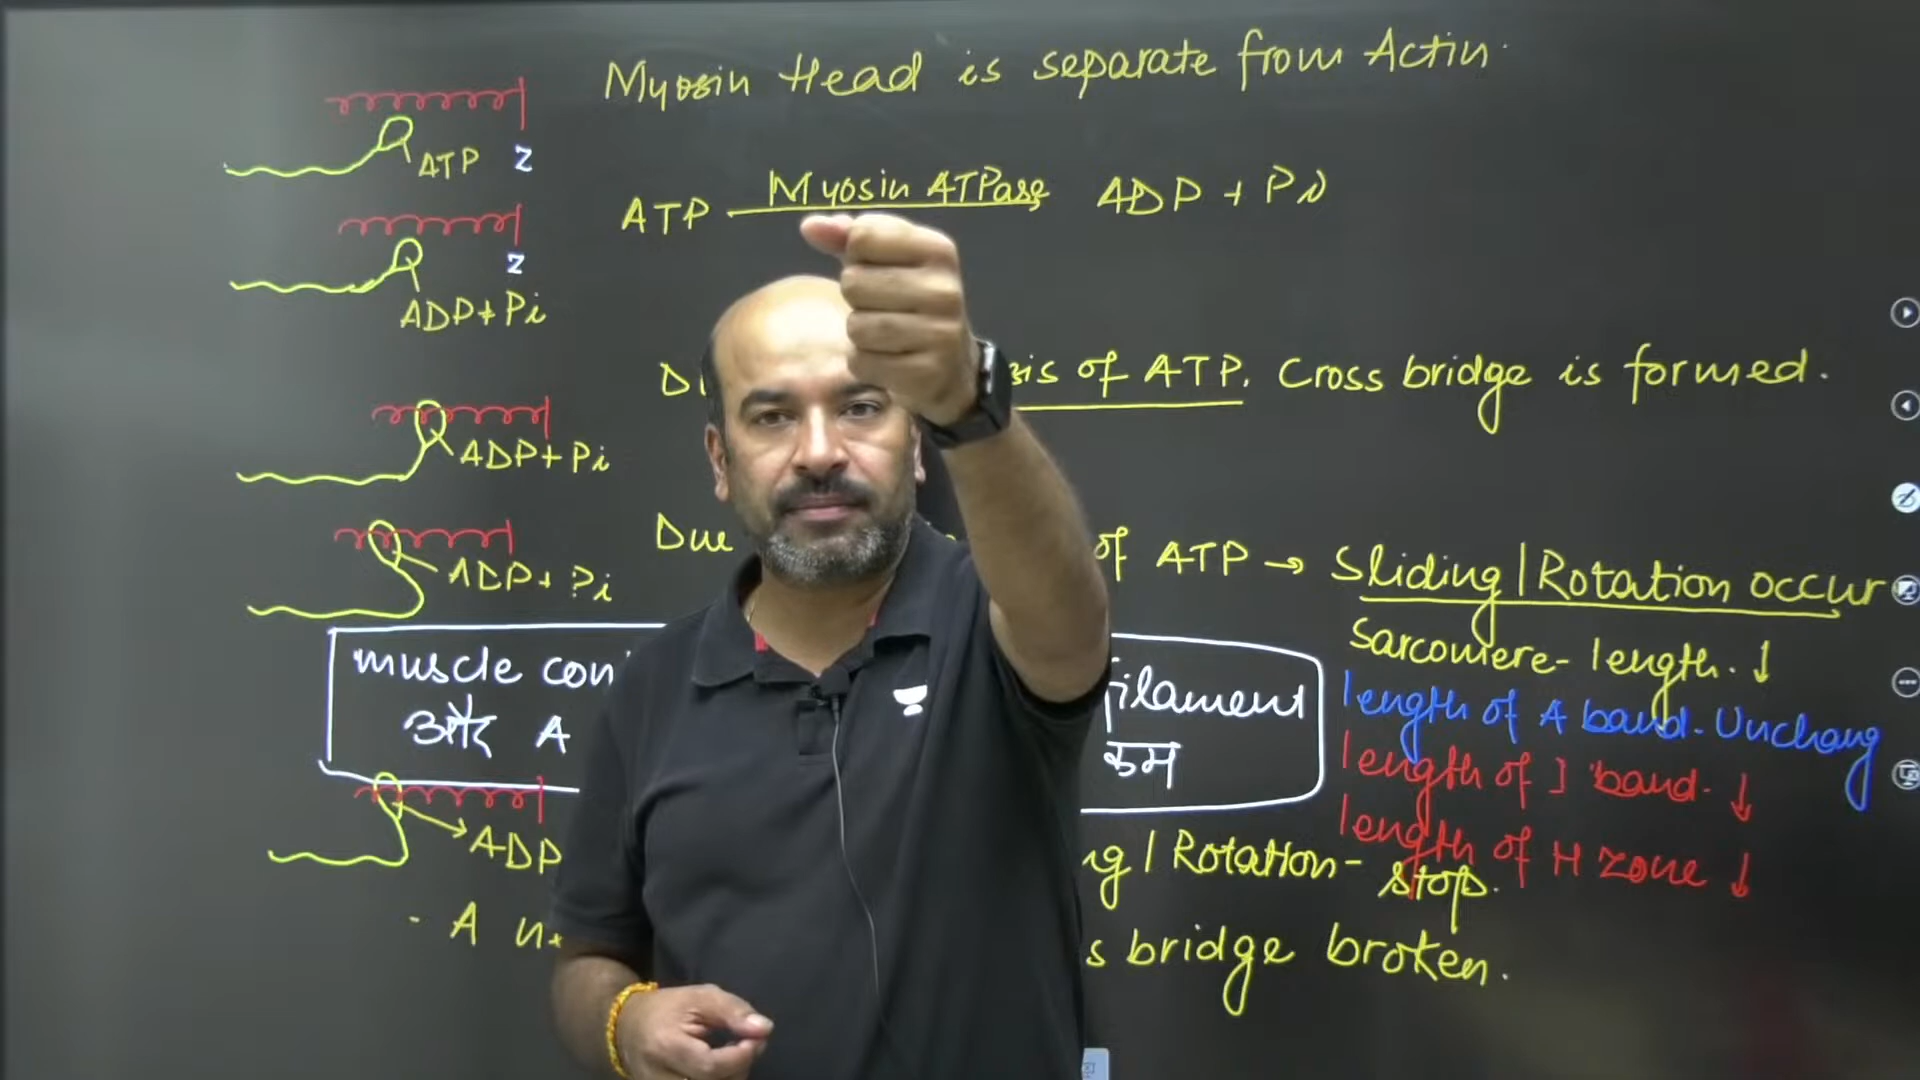 Myosin Head is separate from Actin.
ATP Z
ATP Myosin ATPase ADP + Pi
Z
ADP+ Pi
sis of ATP. Cross bridge is formed.
ADP+ Pi
Due of ATP → Sliding / Rotation occur
ADP + Pi
Sarcomere- length. ↓
muscle con filament
और A कम
length of A band. Unchang
length of I band. ↓
length of H zone ↓
ADP
ng / Rotation- stop.
- A
s bridge broken.